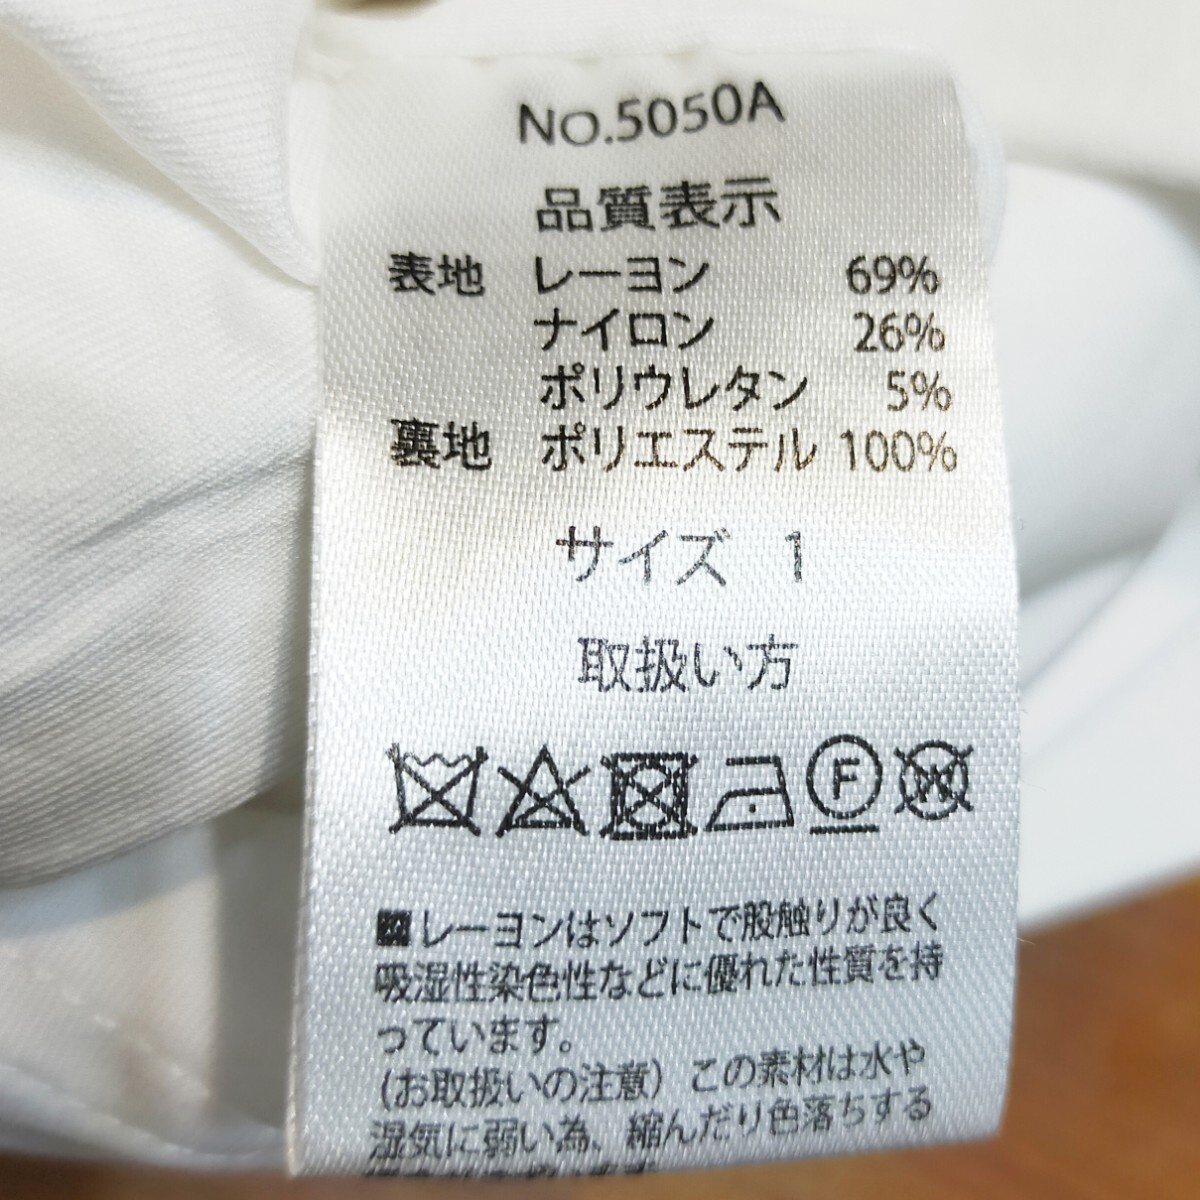 No.5050A
品質表示
表地 レーヨン 69%
ナイロン 26%
ポリウレタン 5%
裏地 ポリエステル 100%
サイズ 1
取扱い方
F W
■レーヨンはソフトで股触りが良く
吸湿性染色性などに優れた性質を持
っています。
(お取扱いの注意) この素材は水や
湿気に弱い為、縮んだり色落ちする